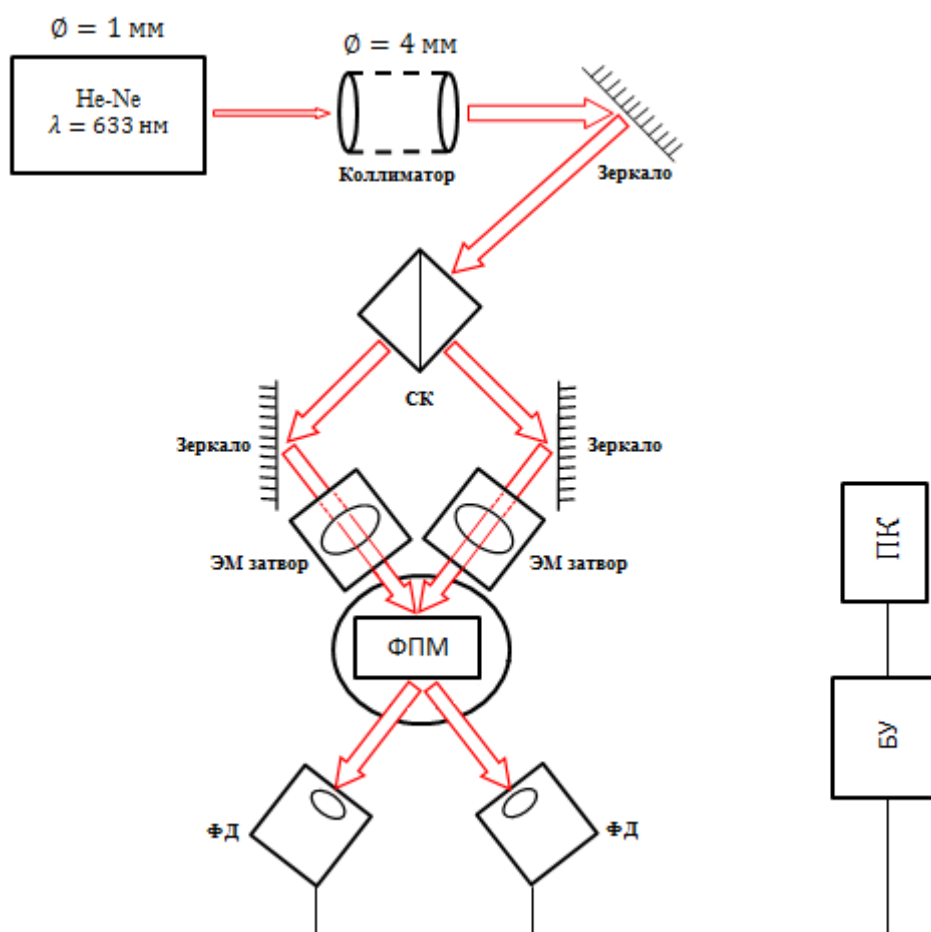 ∅ = 1 мм
∅ = 4 мм
He-Ne
λ = 633 нм
Коллиматор
Зеркало
СК
Зеркало
Зеркало
ЭМ затвор
ЭМ затвор
ПК
ФПМ
БУ
ФД
ФД